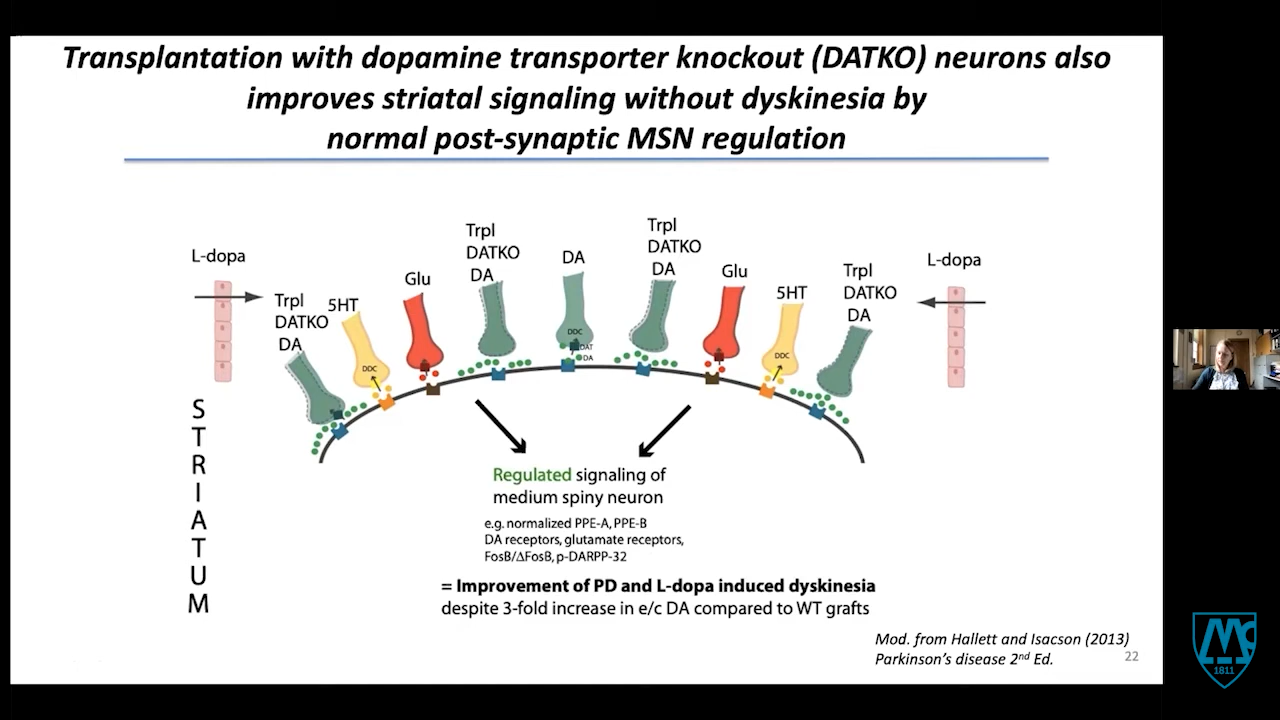 Transplantation with dopamine transporter knockout (DATKO) neurons also
improves striatal signaling without dyskinesia by
normal post-synaptic MSN regulation
L-dopa
Trpl
DATKO
DA
5HT
DDC
Glu
Trpl
DATKO
DA
DA
DDC
DAT
DA
Trpl
DATKO
DA
Glu
5HT
DDC
Trpl
DATKO
DA
L-dopa
S
T
R
I
A
T
U
M
Regulated signaling of
medium spiny neuron
e.g. normalized PPE-A, PPE-B
DA receptors, glutamate receptors,
FosB/ΔFosB, p-DARPP-32
= Improvement of PD and L-dopa induced dyskinesia
despite 3-fold increase in e/c DA compared to WT grafts
Mod. from Hallett and Isacson (2013)
Parkinson's disease 2nd Ed.
22
1811